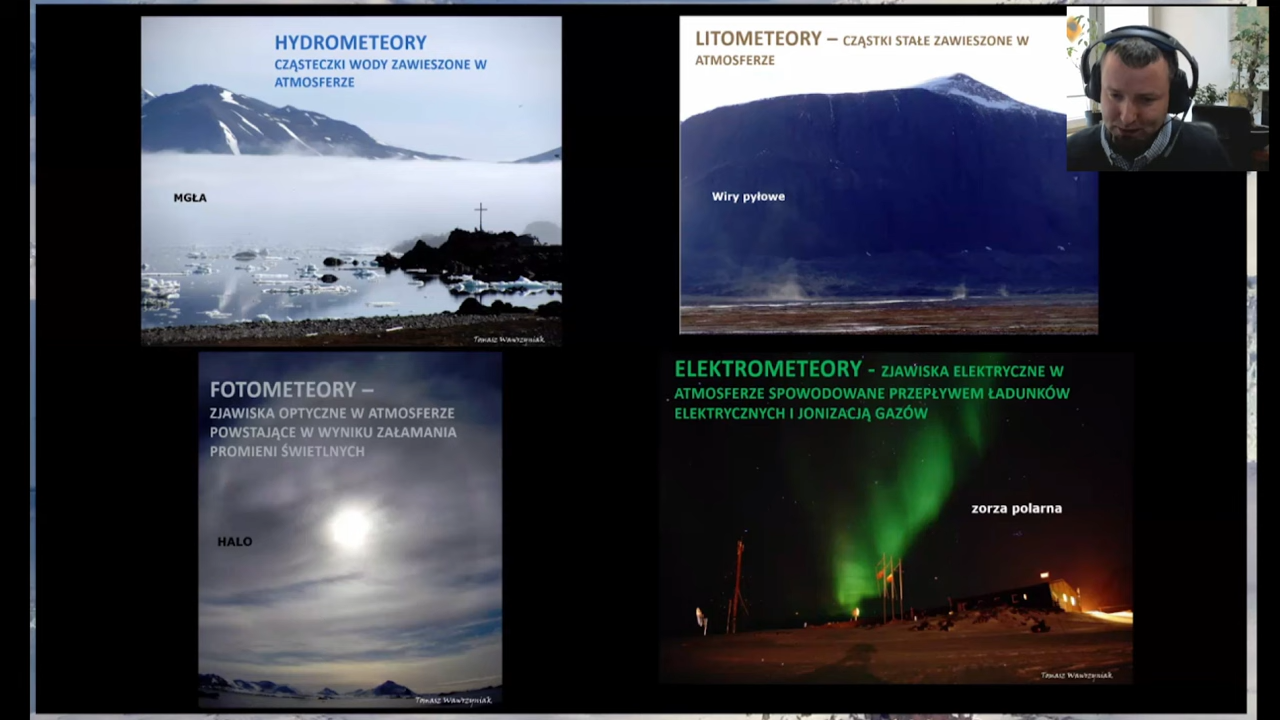 HYDROMETEORY
CZĄSTECZKI WODY ZAWIESZONE W
ATMOSFERZE
MGŁA
Tomasz Wawrzyniak
LITOMETEORY – CZĄSTKI STAŁE ZAWIESZONE W
ATMOSFERZE
Wiry pyłowe
FOTOMETEORY –
ZJAWISKA OPTYCZNE W ATMOSFERZE
POWSTAJĄCE W WYNIKU ZAŁAMANIA
PROMIENI ŚWIETLNYCH
HALO
Tomasz Wawrzyniak
ELEKTROMETEORY - ZJAWISKA ELEKTRYCZNE W
ATMOSFERZE SPOWODOWANE PRZEPŁYWEM ŁADUNKÓW
ELEKTRYCZNYCH I JONIZACJĄ GAZÓW
zorza polarna
Tomasz Wawrzyniak